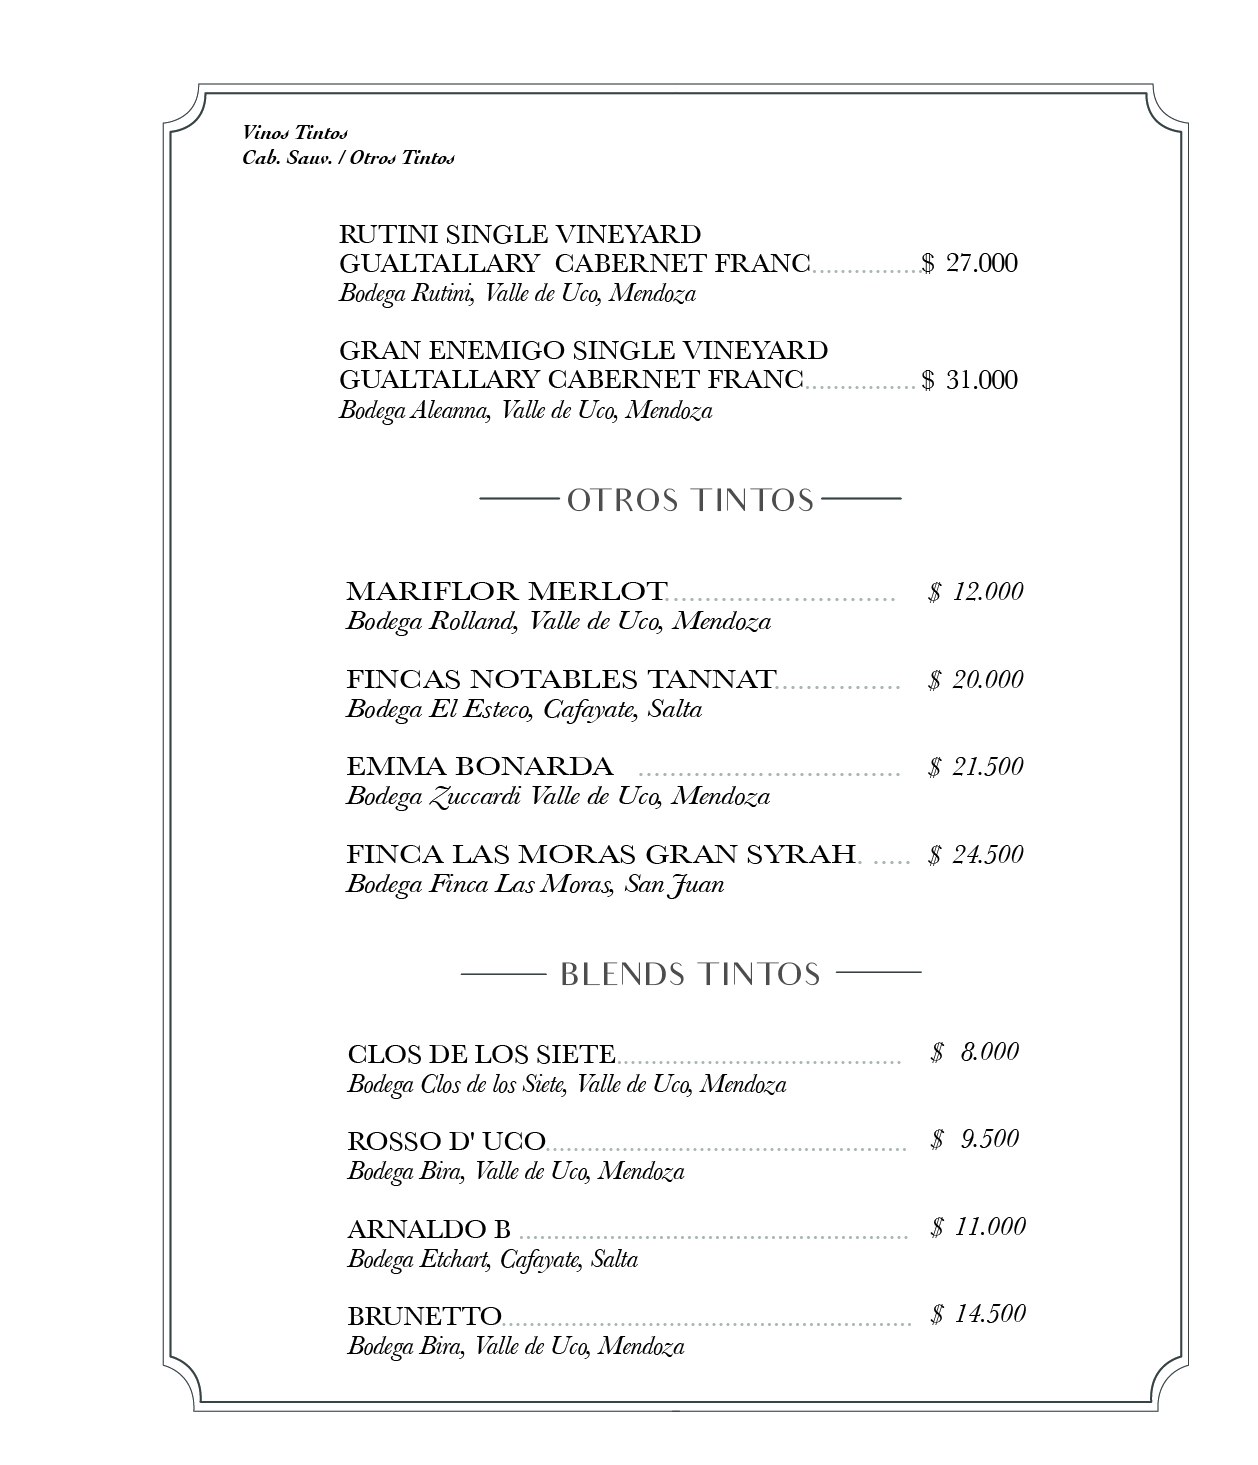 Vinos Tintos
Cab. Sauv. / Otros Tintos
RUTINI SINGLE VINEYARD
GUALTALLARY CABERNET FRANC................$ 27.000
Bodega Rutini, Valle de Uco, Mendoza
GRAN ENEMIGO SINGLE VINEYARD
GUALTALLARY CABERNET FRANC................ $ 31.000
Bodega Aleanna, Valle de Uco, Mendoza
OTROS TINTOS
MARIFLOR MERLOT............................. $ 12.000
Bodega Rolland, Valle de Uco, Mendoza
FINCAS NOTABLES TANNAT................ $ 20.000
Bodega El Esteco, Cafayate, Salta
EMMA BONARDA ................................. $ 21.500
Bodega Zuccardi Valle de Uco, Mendoza
FINCA LAS MORAS GRAN SYRAH. ..... $ 24.500
Bodega Finca Las Moras, San Juan
BLENDS TINTOS
CLOS DE LOS SIETE......................................... $ 8.000
Bodega Clos de los Siete, Valle de Uco, Mendoza
ROSSO D' UCO.................................................... $ 9.500
Bodega Bira, Valle de Uco, Mendoza
ARNALDO B ........................................................ $ 11.000
Bodega Etchart, Cafayate, Salta
BRUNETTO........................................................... $ 14.500
Bodega Bira, Valle de Uco, Mendoza